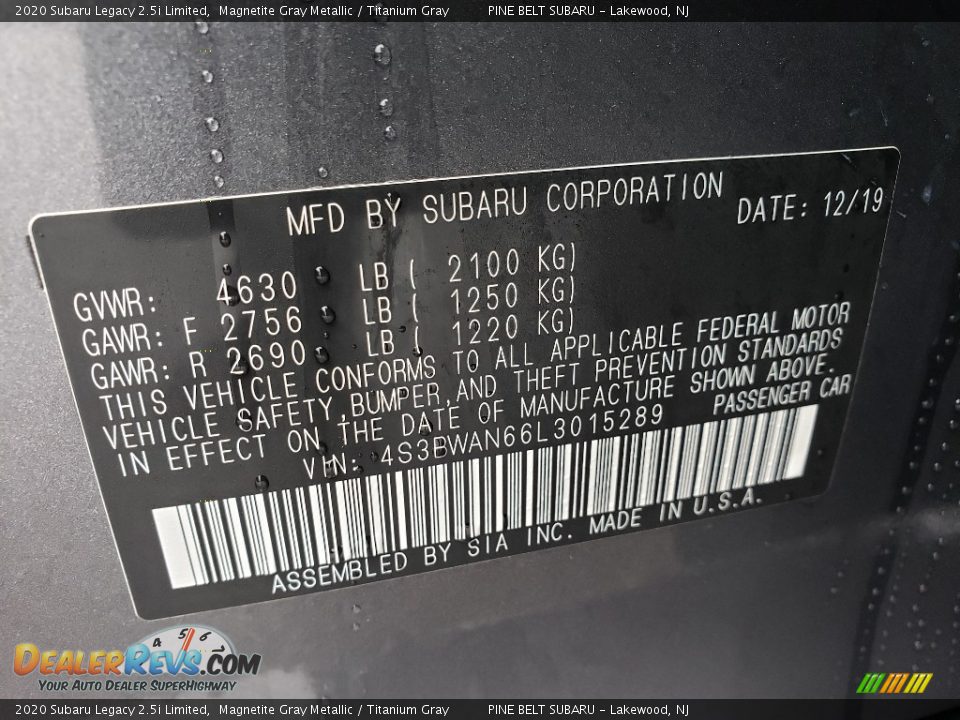 2020 Subaru Legacy 2.5i Limited, Magnetite Gray Metallic / Titanium Gray PINE BELT SUBARU - Lakewood, NJ
MFD BY SUBARU CORPORATION DATE: 12/19
GVWR: 4630 LB ( 2100 KG)
GAWR: F 2756 LB ( 1250 KG)
GAWR: R 2690 LB ( 1220 KG)
THIS VEHICLE CONFORMS TO ALL APPLICABLE FEDERAL MOTOR
VEHICLE SAFETY,BUMPER,AND THEFT PREVENTION STANDARDS
IN EFFECT ON THE DATE OF MANUFACTURE SHOWN ABOVE.
VIN: 4S3BWAN66L3015289 PASSENGER CAR
ASSEMBLED BY SIA INC. MADE IN U.S.A.
4 5 6
DEALERREVS.COM
YOUR AUTO DEALER SUPERHIGHWAY
2020 Subaru Legacy 2.5i Limited, Magnetite Gray Metallic / Titanium Gray PINE BELT SUBARU - Lakewood, NJ